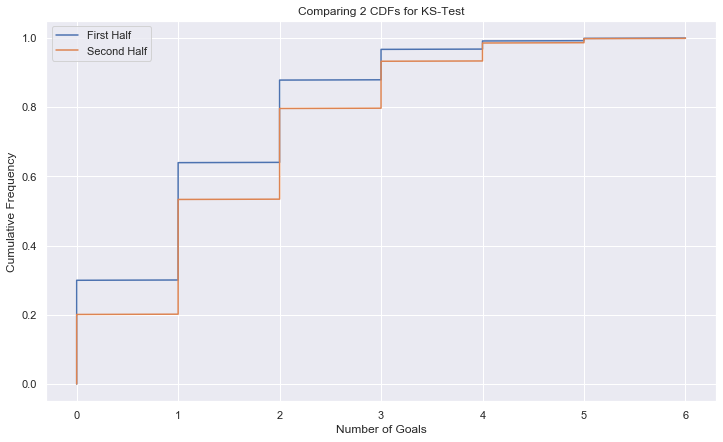 Comparing 2 CDFs for KS-Test
First Half
Second Half
Cumulative Frequency
1.0
0.8
0.6
0.4
0.2
0.0
0 1 2 3 4 5 6
Number of Goals